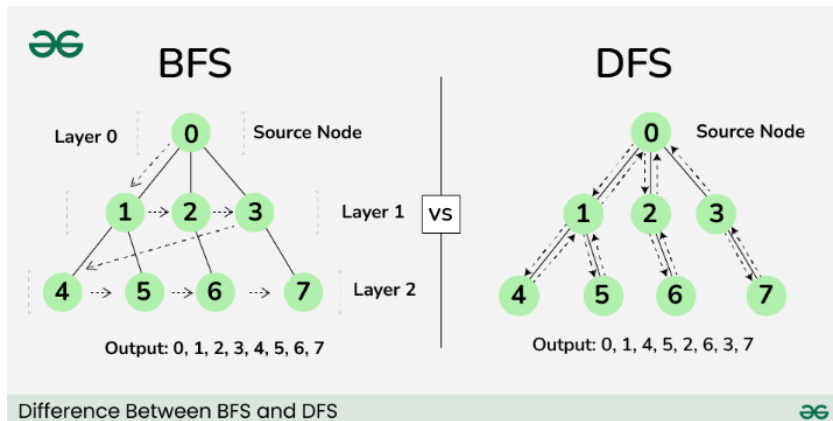 BFS
Layer 0
0
Source Node
1
2
3
Layer 1
4
5
6
7
Layer 2
Output: 0, 1, 2, 3, 4, 5, 6, 7
VS
DFS
0
Source Node
1
2
3
4
5
6
7
Output: 0, 1, 4, 5, 2, 6, 3, 7
Difference Between BFS and DFS